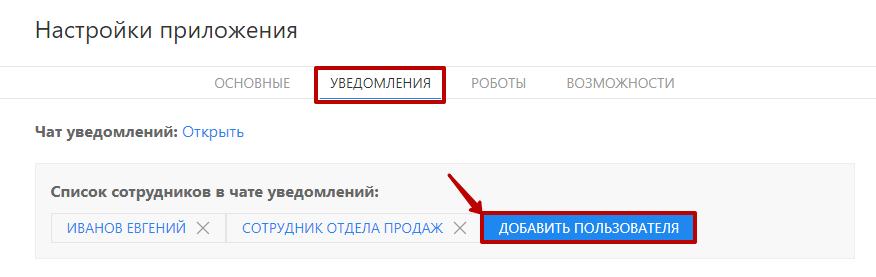 Настройки приложения
ОСНОВНЫЕ УВЕДОМЛЕНИЯ РОБОТЫ ВОЗМОЖНОСТИ
Чат уведомлений: Открыть
Список сотрудников в чате уведомлений:
ИВАНОВ ЕВГЕНИЙ СОТРУДНИК ОТДЕЛА ПРОДАЖ ДОБАВИТЬ ПОЛЬЗОВАТЕЛЯ